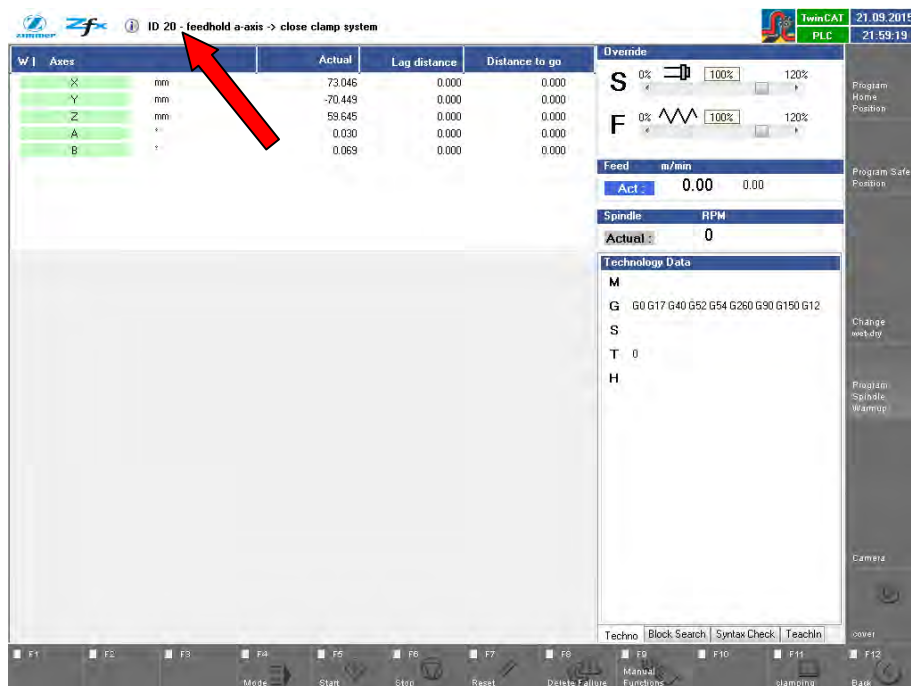 zimmer Zfx ID 20 - feedhold a-axis -> close clamp system TwinCAT 21.09.2015
PLC 21:59:19
W | Axes Actual Lag distance Distance to go
X mm 73.046 0.000 0.000
Y mm -70.449 0.000 0.000
Z mm 59.645 0.000 0.000
A ° 0.030 0.000 0.000
B ° 0.069 0.000 0.000
Override
S 0% 100% 120%
F 0% 100% 120%
Feed m/min
Act : 0.00 0.00
Spindle RPM
Actual : 0
Technology Data
M
G G0 G17 G40 G52 G54 G260 G90 G150 G12
S
T 0
H
Techno Block Search Syntax Check TeachIn
Program
Home
Position
Program Safe
Position
Change
wet-dry
Program
Spindle
Warmup
Camera
cover
F1 F2 F3 F4 F5 F6 F7 F8 F9 F10 F11 F12
Mode Start Stop Reset Delete Failure Manual
Functions clamping Back